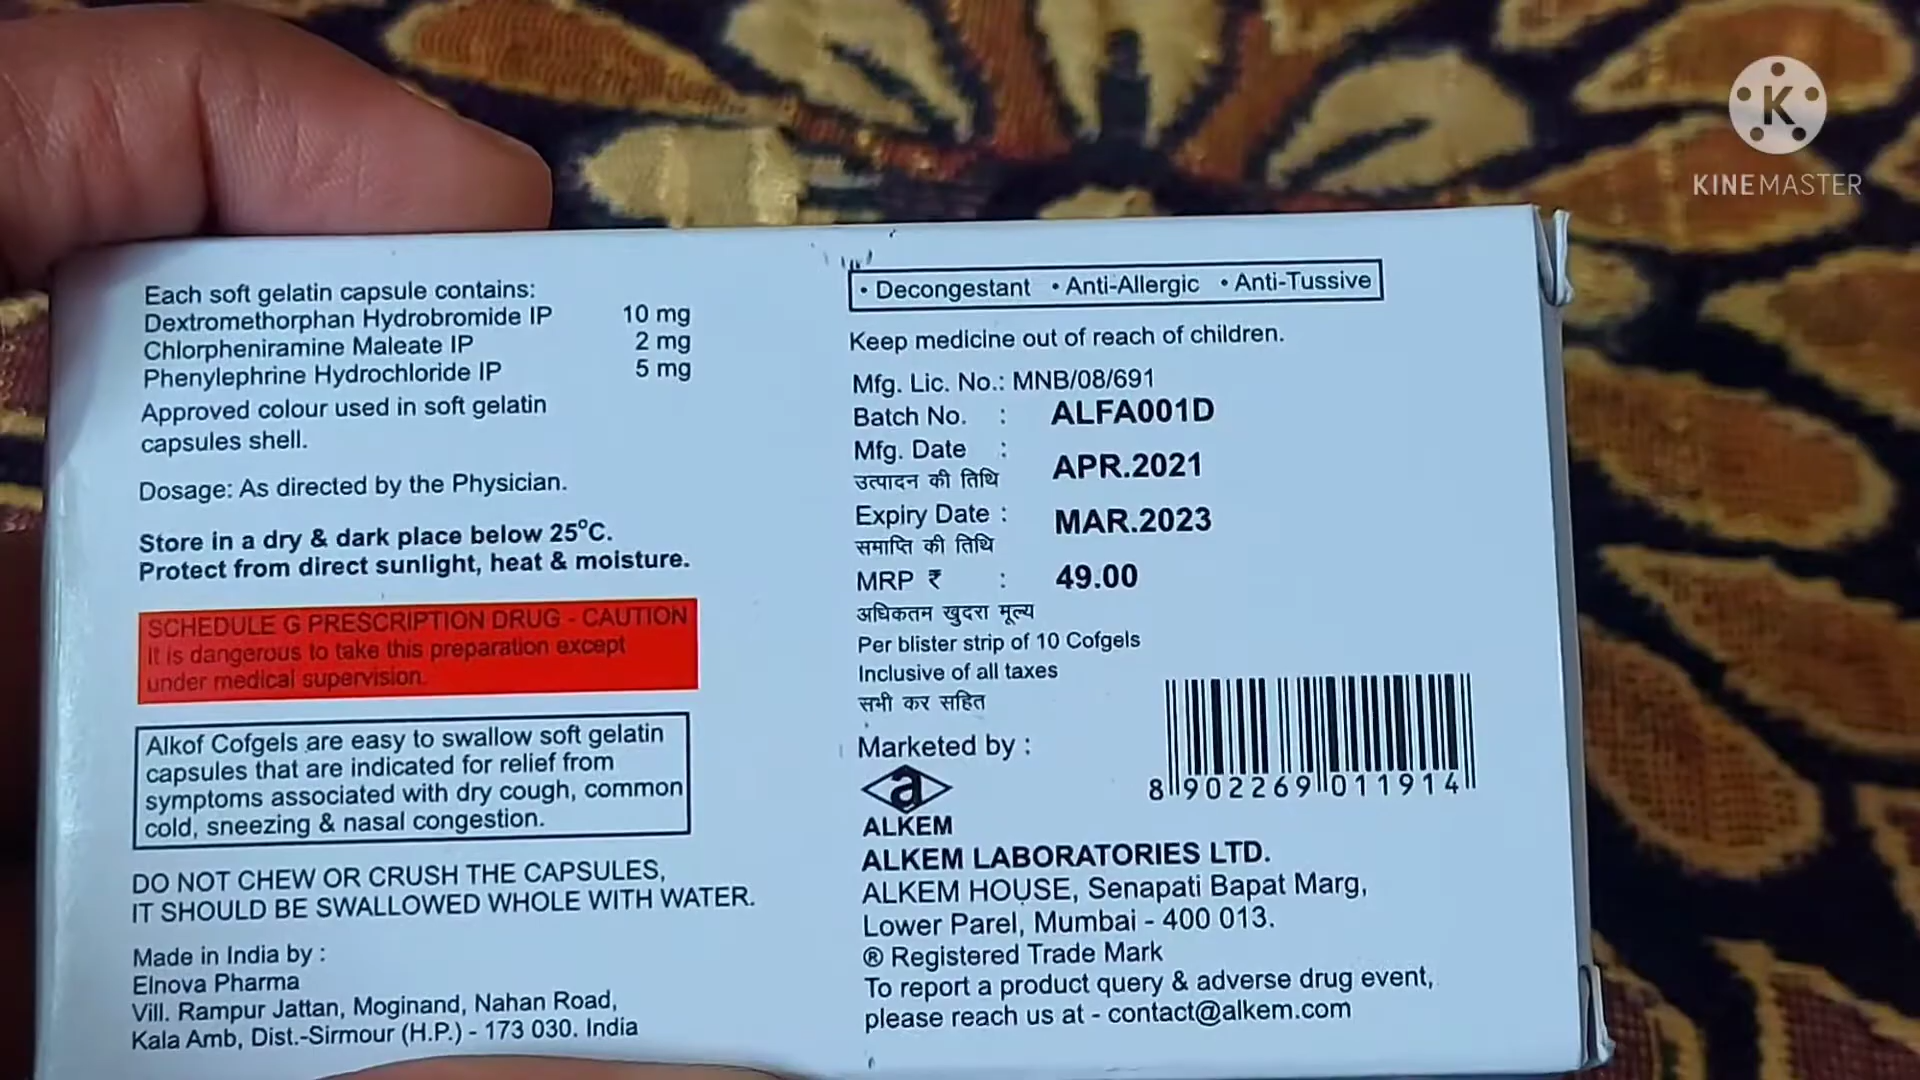 Each soft gelatin capsule contains:
Dextromethorphan Hydrobromide IP 10 mg
Chlorpheniramine Maleate IP 2 mg
Phenylephrine Hydrochloride IP 5 mg
Approved colour used in soft gelatin
capsules shell.
Dosage: As directed by the Physician.
Store in a dry & dark place below 25°C.
Protect from direct sunlight, heat & moisture.
SCHEDULE G PRESCRIPTION DRUG - CAUTION
It is dangerous to take this preparation except
under medical supervision.
Alkof Cofgels are easy to swallow soft gelatin
capsules that are indicated for relief from
symptoms associated with dry cough, common
cold, sneezing & nasal congestion.
DO NOT CHEW OR CRUSH THE CAPSULES,
IT SHOULD BE SWALLOWED WHOLE WITH WATER.
Made in India by :
Elnova Pharma
Vill. Rampur Jattan, Moginand, Nahan Road,
Kala Amb, Dist.-Sirmour (H.P.) - 173 030. India
• Decongestant • Anti-Allergic • Anti-Tussive
Keep medicine out of reach of children.
Mfg. Lic. No.: MNB/08/691
Batch No. : ALFA001D
Mfg. Date : APR.2021
उत्पादन की तिथि
Expiry Date : MAR.2023
समाप्ति की तिथि
MRP ₹ : 49.00
अधिकतम खुदरा मूल्य
Per blister strip of 10 Cofgels
Inclusive of all taxes
सभी कर सहित
Marketed by :
8 902269 011914
a
ALKEM
ALKEM LABORATORIES LTD.
ALKEM HOUSE, Senapati Bapat Marg,
Lower Parel, Mumbai - 400 013.
® Registered Trade Mark
To report a product query & adverse drug event,
please reach us at - contact@alkem.com
K
KINEMASTER